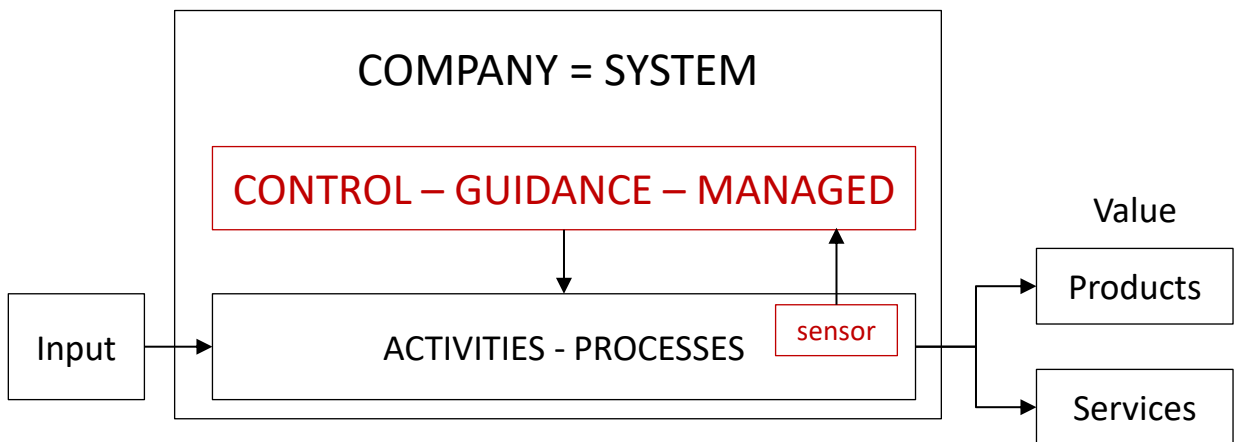 COMPANY = SYSTEM
CONTROL – GUIDANCE – MANAGED
Value
Products
Input
ACTIVITIES - PROCESSES
sensor
Services